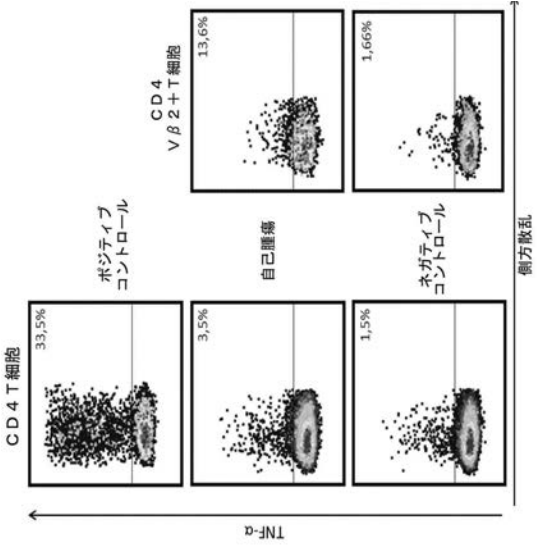 CD4 T細胞
CD4
Vβ2+T細胞
33,5%
ポジティブ
コントロール
3,5%
自己腫瘍
13,6%
1,5%
ネガティブ
コントロール
1,66%
TNF-α
側方散乱